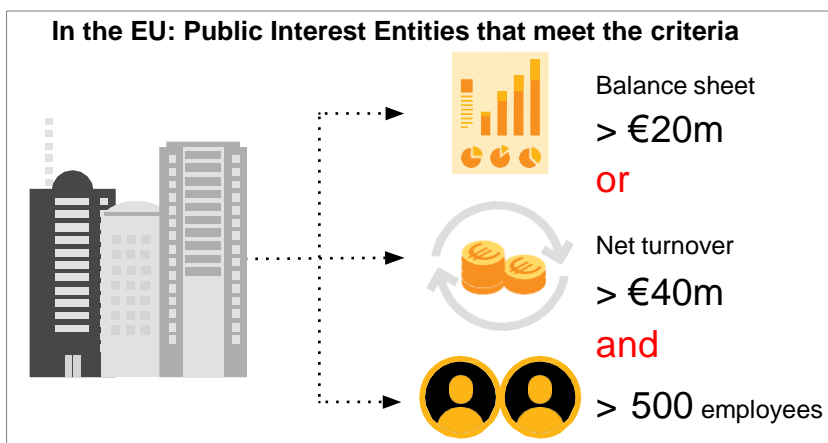 In the EU: Public Interest Entities that meet the criteria
Balance sheet
> €20m
or
Net turnover
> €40m
and
> 500 employees